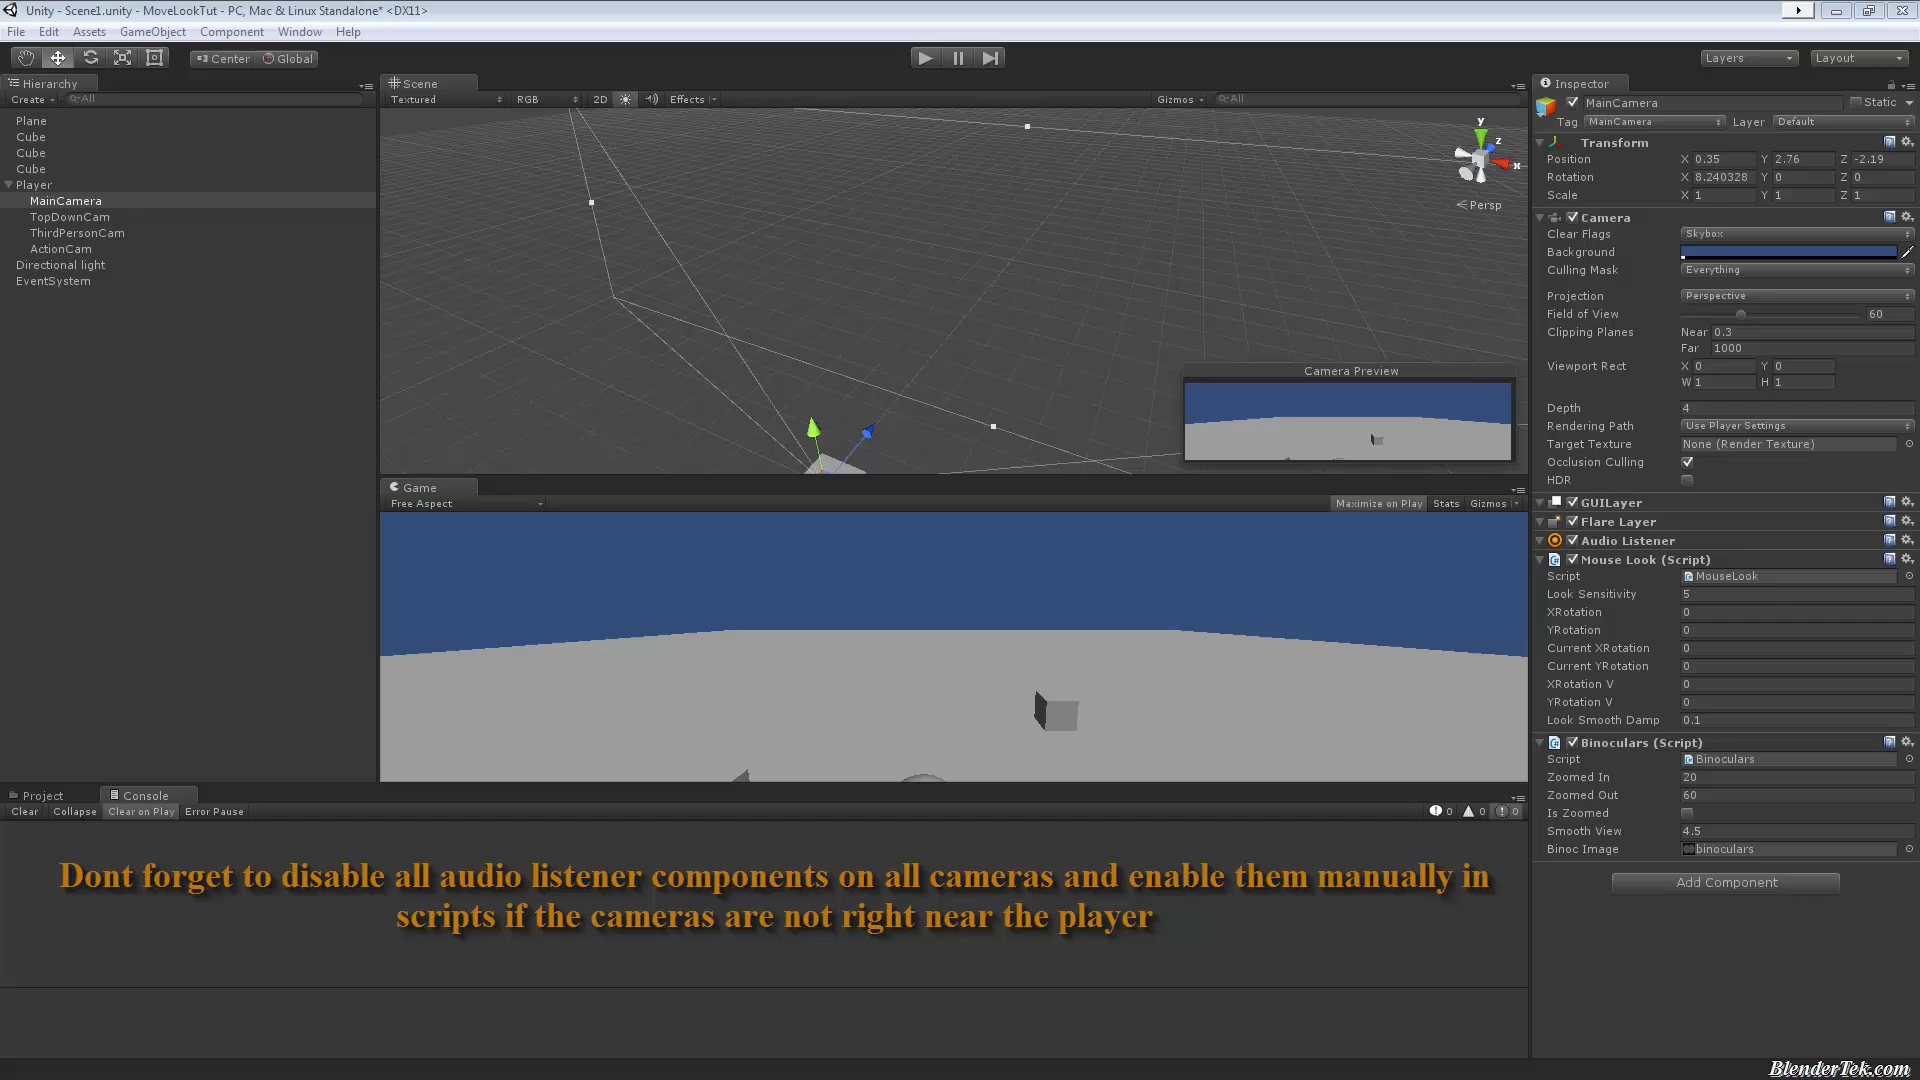 Unity - Scene1.unity - MoveLookTut - PC, Mac & Linux Standalone* <DX11>
File Edit Assets GameObject Component Window Help
Center Global Layers Layout
Hierarchy
Create All
Plane
Cube
Cube
Cube
Player
MainCamera
TopDownCam
ThirdPersonCam
ActionCam
Directional light
EventSystem
Scene
Textured RGB 2D Effects Gizmos All
y
z
x
Persp
Camera Preview
Game
Free Aspect Maximize on Play Stats Gizmos
Project Console
Clear Collapse Clear on Play Error Pause 0 0 0
Dont forget to disable all audio listener components on all cameras and enable them manually in
scripts if the cameras are not right near the player
Inspector
MainCamera Static
Tag MainCamera Layer Default
Transform
Position X 0.35 Y 2.76 Z -2.19
Rotation X 8.240328 Y 0 Z 0
Scale X 1 Y 1 Z 1
Camera
Clear Flags Skybox
Background
Culling Mask Everything
Projection Perspective
Field of View 60
Clipping Planes Near 0.3
Far 1000
Viewport Rect X 0 Y 0
W 1 H 1
Depth 4
Rendering Path Use Player Settings
Target Texture None (Render Texture)
Occlusion Culling
HDR
GUILayer
Flare Layer
Audio Listener
Mouse Look (Script)
Script MouseLook
Look Sensitivity 5
XRotation 0
YRotation 0
Current XRotation 0
Current YRotation 0
XRotation V 0
YRotation V 0
Look Smooth Damp 0.1
Binoculars (Script)
Script Binoculars
Zoomed In 20
Zoomed Out 60
Is Zoomed
Smooth View 4.5
Binoc Image binoculars
Add Component
BlenderTek.com